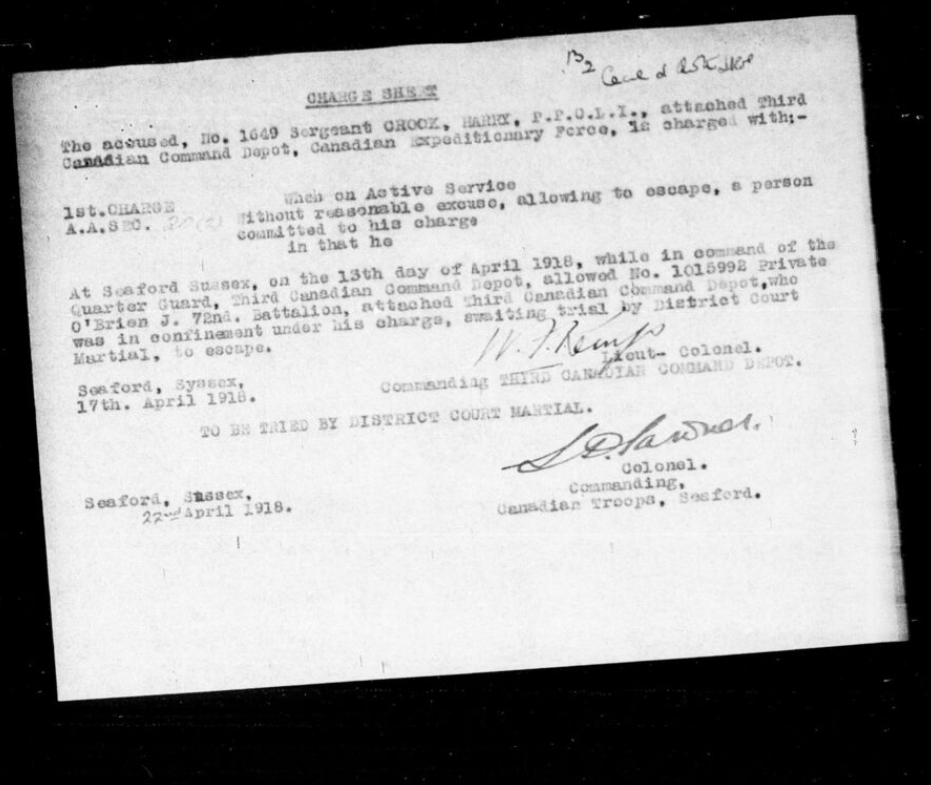 B2
CHARGE SHEET
The accused, No. 1649 Sergeant CROOK, HARRY, P.P.C.L.I., attached Third
Canadian Command Depot, Canadian Expeditionary Force, is charged with:-
1st.CHARGE When on Active Service
A.A.SEC. 20(2) Without reasonable excuse, allowing to escape, a person
committed to his charge
in that he
At Seaford Sussex, on the 13th day of April 1918, while in command of the
Quarter Guard, Third Canadian Command Depot, allowed No. 1015992 Private
O'Brien J. 72nd. Battalion, attached Third Canadian Command Depot,who
was in confinement under his charge, awaiting trial by District Court
Martial, to escape.
Lieut- Colonel.
Seaford, Syssex, Commanding THIRD CANADIAN COMMAND DEPOT.
17th. April 1918.
TO BE TRIED BY DISTRICT COURT MARTIAL.
Colonel.
Commanding,
Seaford, Sussex, Canadian Troops, Seaford.
22nd April 1918.